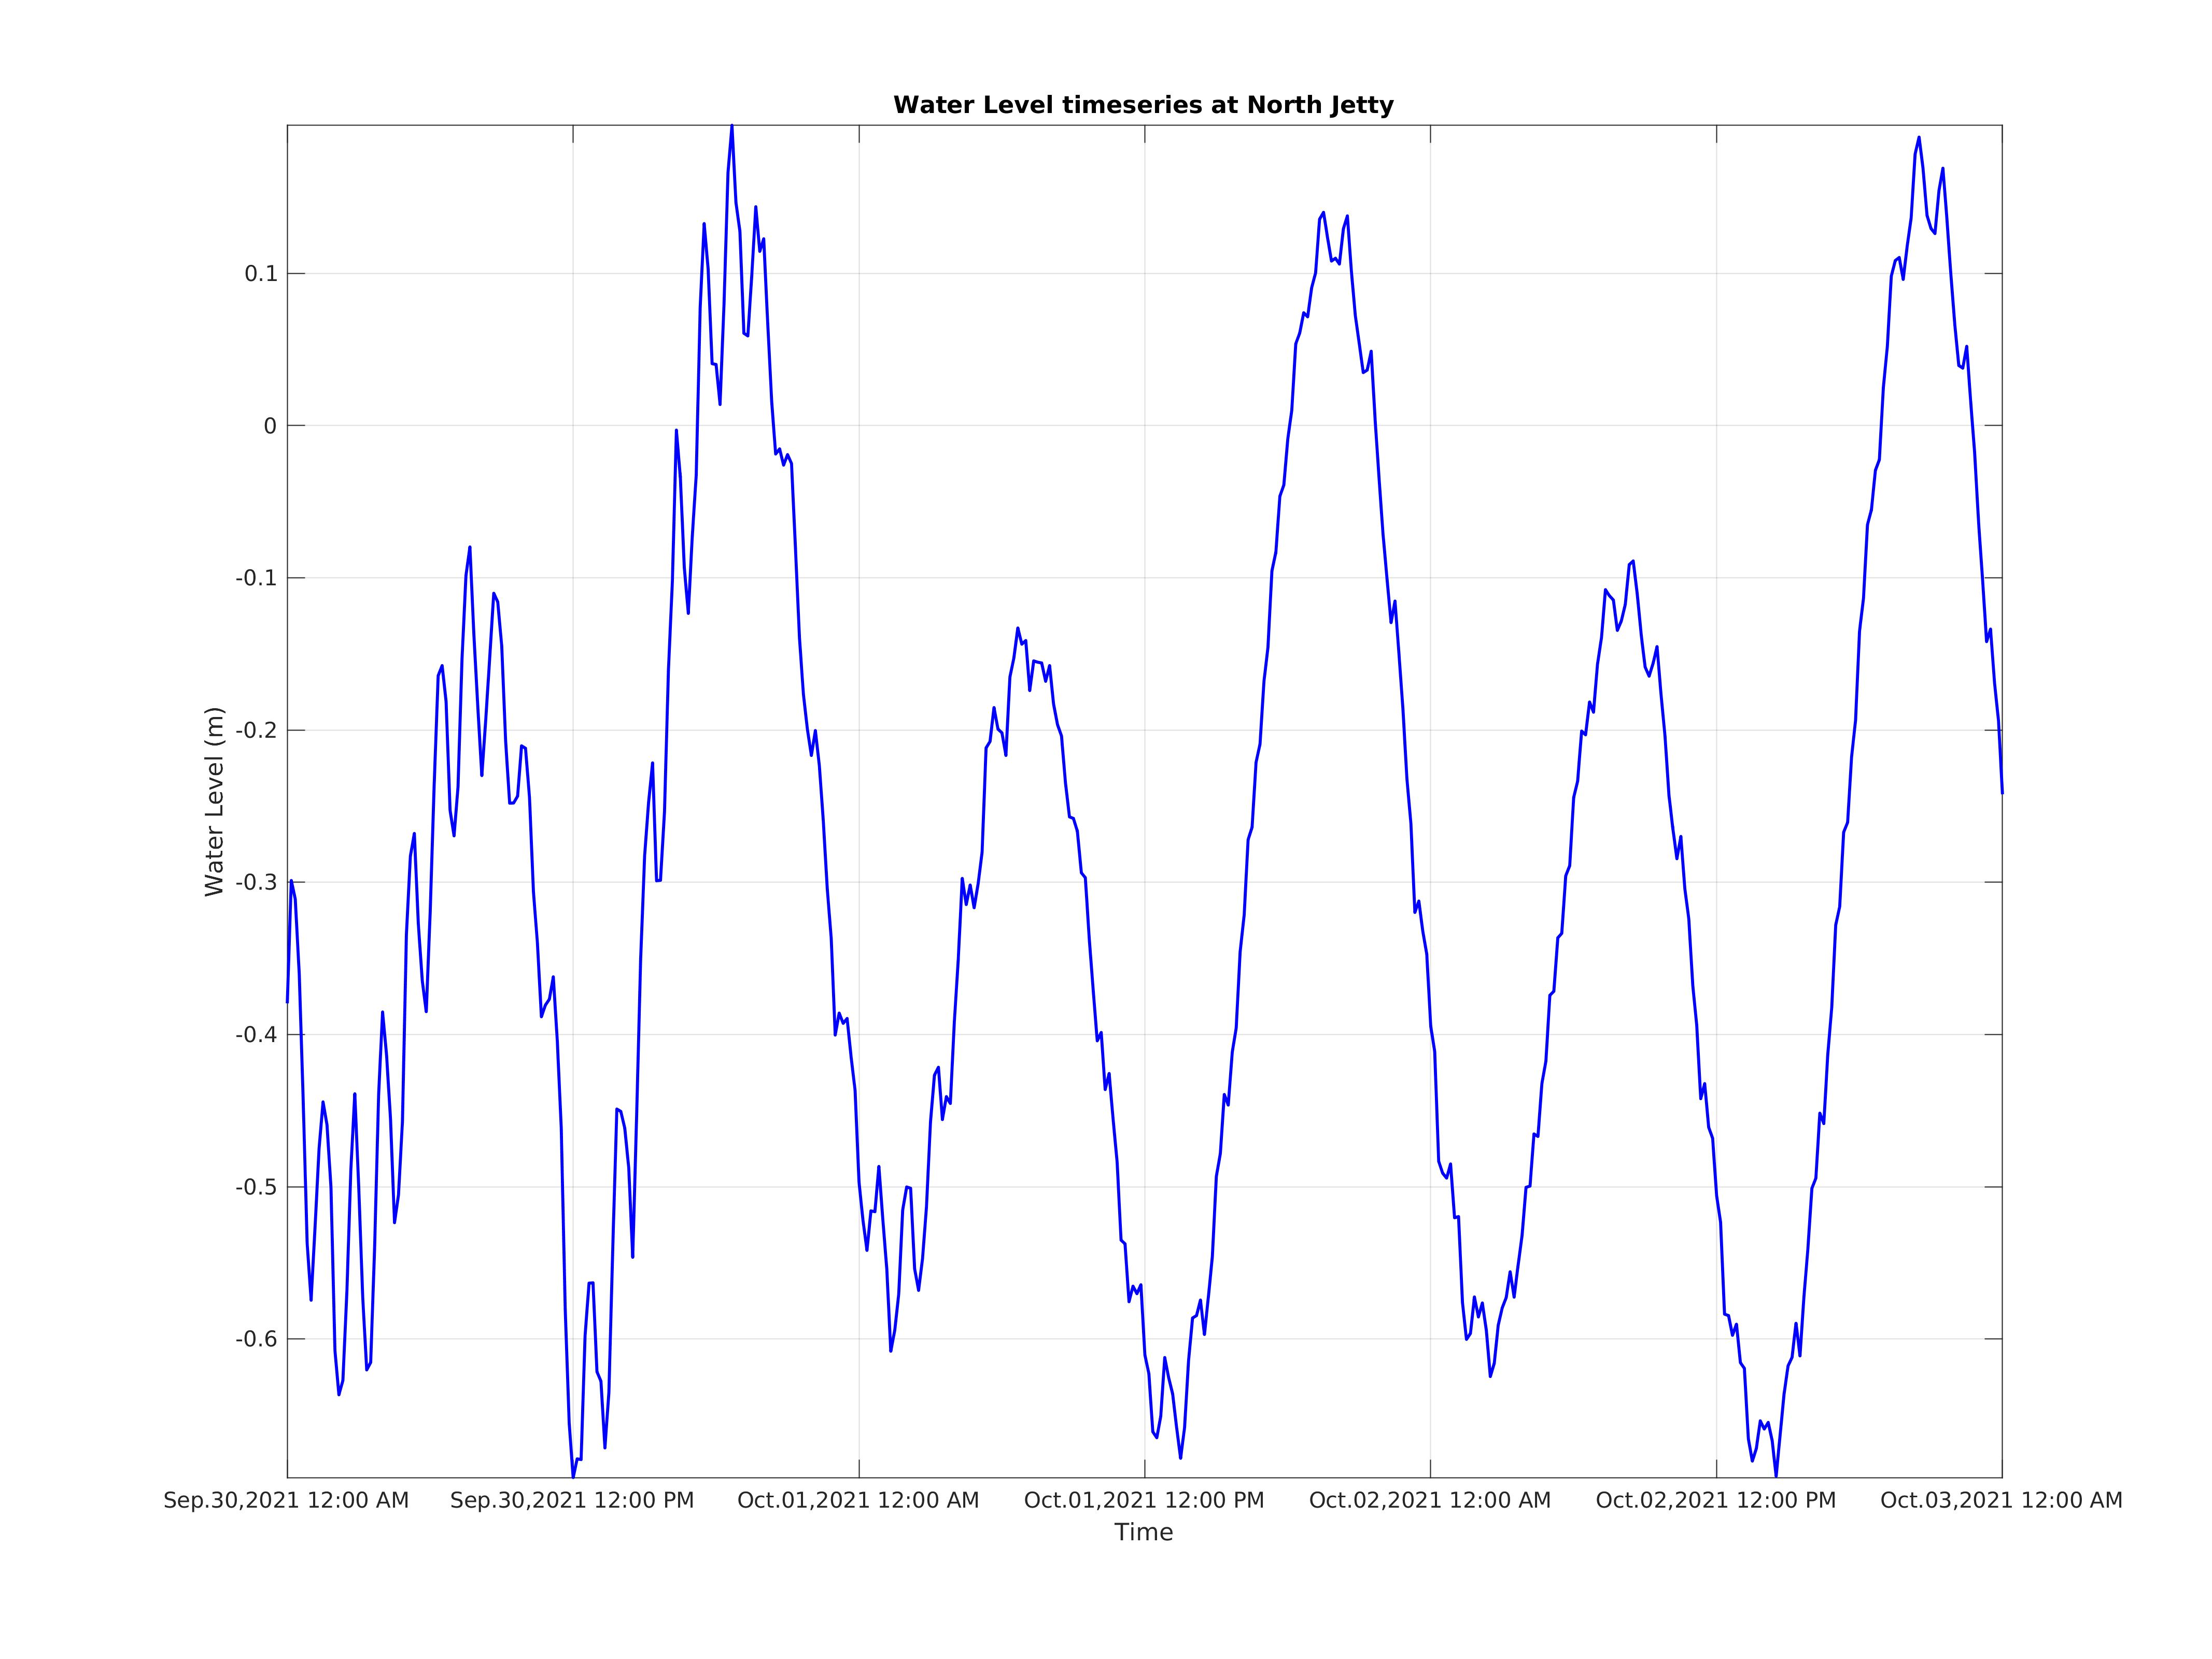 Water Level timeseries at North Jetty
0.1
0
-0.1
-0.2
-0.3
-0.4
-0.5
-0.6
Water Level (m)
Sep.30,2021 12:00 AM Sep.30,2021 12:00 PM Oct.01,2021 12:00 AM Oct.01,2021 12:00 PM Oct.02,2021 12:00 AM Oct.02,2021 12:00 PM Oct.03,2021 12:00 AM
Time